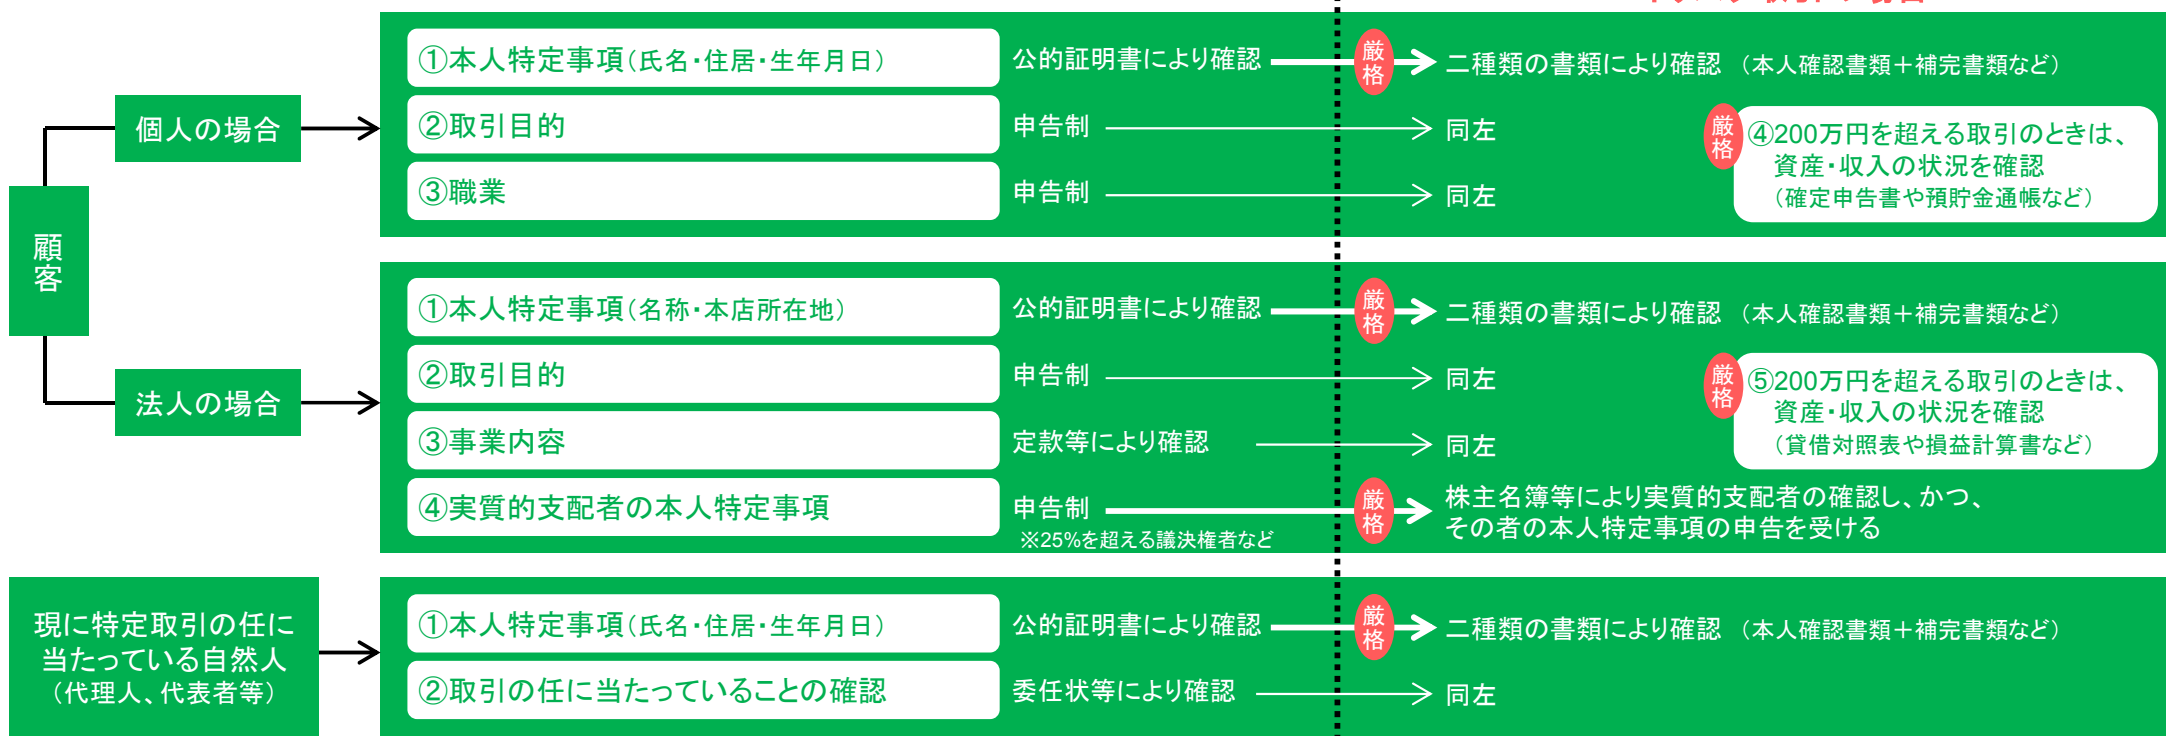 顧客
個人の場合
①本人特定事項(氏名・住居・生年月日) 公的証明書により確認 厳格 二種類の書類により確認 (本人確認書類+補完書類など)
②取引目的 申告制 同左
③職業 申告制 同左
厳格 ④200万円を超える取引のときは、
資産・収入の状況を確認
(確定申告書や預貯金通帳など)
法人の場合
①本人特定事項(名称・本店所在地) 公的証明書により確認 厳格 二種類の書類により確認 (本人確認書類+補完書類など)
②取引目的 申告制 同左
③事業内容 定款等により確認 同左
厳格 ⑤200万円を超える取引のときは、
資産・収入の状況を確認
(貸借対照表や損益計算書など)
④実質的支配者の本人特定事項 申告制 厳格 株主名簿等により実質的支配者の確認し、かつ、
その者の本人特定事項の申告を受ける
※25%を超える議決権者など
現に特定取引の任に
当たっている自然人
(代理人、代表者等)
①本人特定事項(氏名・住居・生年月日) 公的証明書により確認 厳格 二種類の書類により確認 (本人確認書類+補完書類など)
②取引の任に当たっていることの確認 委任状等により確認 同左